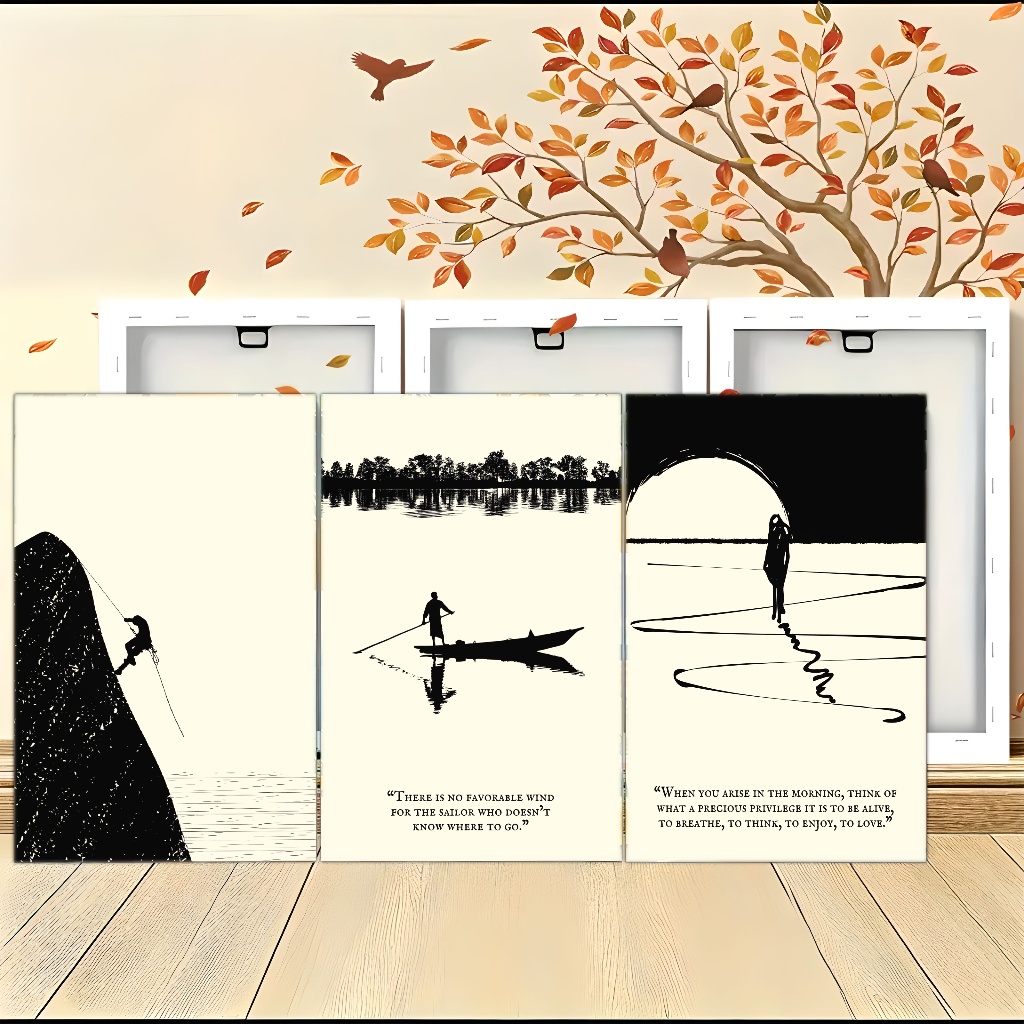 “There is no favorable wind
for the sailor who doesn’t
know where to go.”
“When you arise in the morning, think of
what a precious privilege it is to be alive,
to breathe, to think, to enjoy, to love.”